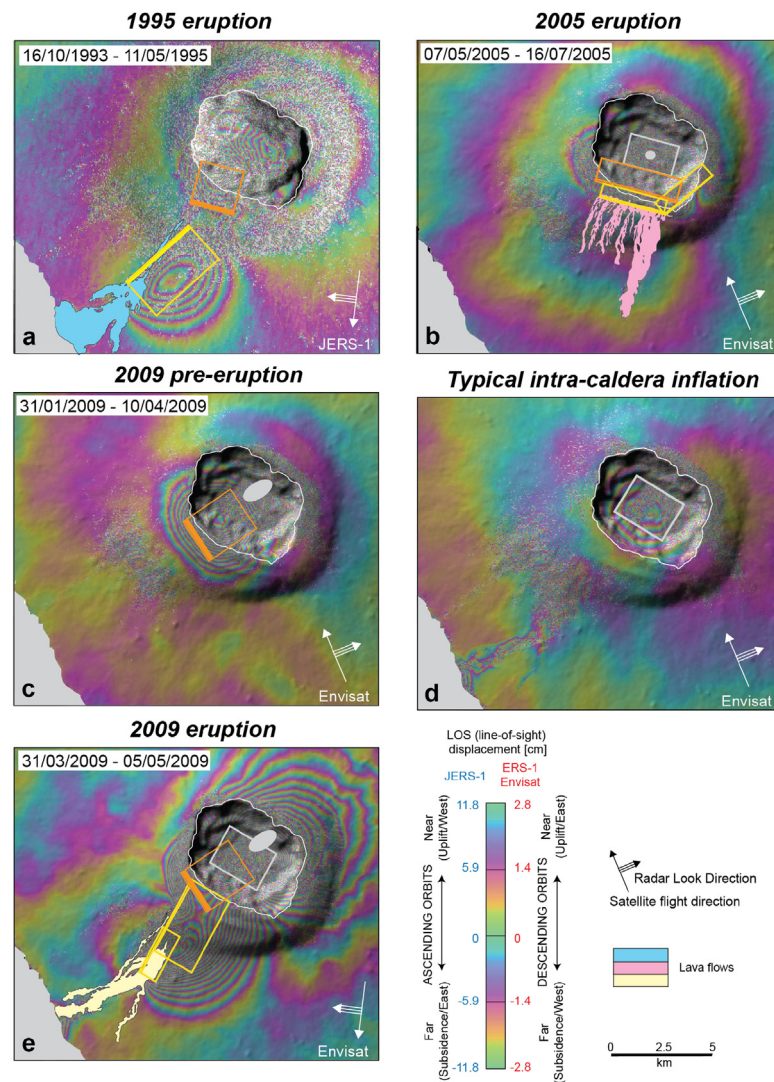 1995 eruption
16/10/1993 - 11/05/1995
a
JERS-1
2005 eruption
07/05/2005 - 16/07/2005
b
Envisat
2009 pre-eruption
31/01/2009 - 10/04/2009
c
Envisat
Typical intra-caldera inflation
d
Envisat
2009 eruption
31/03/2009 - 05/05/2009
e
Envisat
LOS (line-of-sight)
displacement [cm]
JERS-1
ERS-1
Envisat
11.8
5.9
0
-5.9
-11.8
2.8
1.4
0
-1.4
-2.8
Near
(Uplift/West)
ASCENDING ORBITS
Far
(Subsidence/East)
Near
(Uplift/East)
DESCENDING ORBITS
Far
(Subsidence/West)
Radar Look Direction
Satellite flight direction
Lava flows
0 2.5 5
km